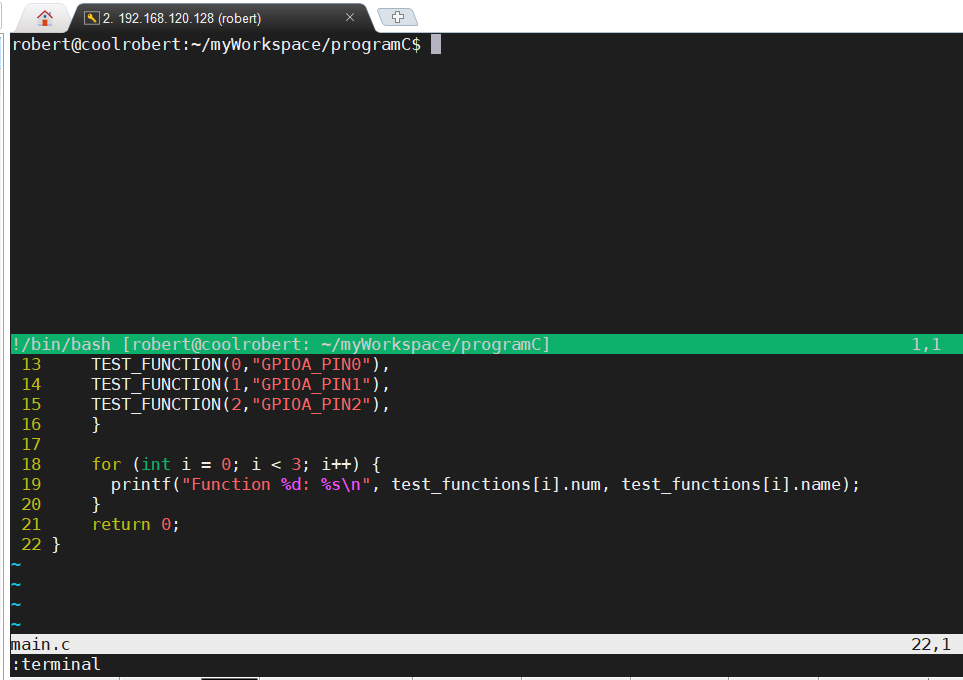 2. 192.168.120.128 (robert)
robert@coolrobert:~/myWorkspace/programC$
!/bin/bash [robert@coolrobert: ~/myWorkspace/programC] 1,1
13     TEST_FUNCTION(0,"GPIOA_PIN0"),
14     TEST_FUNCTION(1,"GPIOA_PIN1"),
15     TEST_FUNCTION(2,"GPIOA_PIN2"),
16     }
17
18     for (int i = 0; i < 3; i++) {
19       printf("Function %d: %s\n", test_functions[i].num, test_functions[i].name);
20     }
21     return 0;
22 }
~
~
~
~
main.c 22,1
:terminal